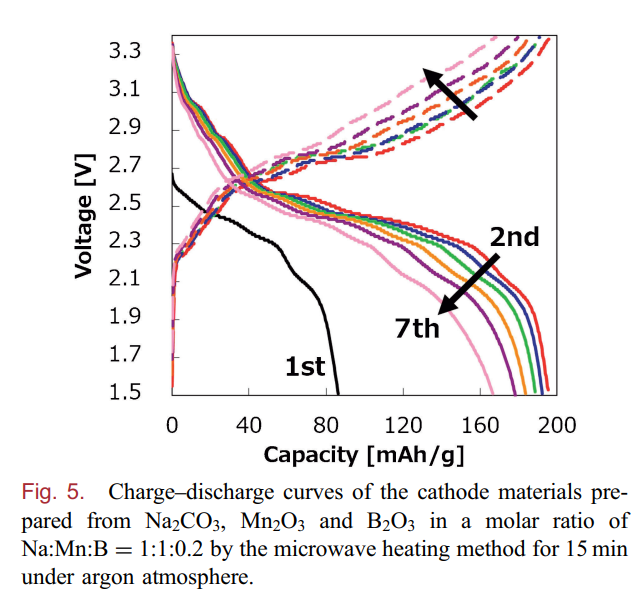 3.3
3.1
2.9
2.7
2.5
2.3
2.1
1.9
1.7
1.5
Voltage [V]
2nd
7th
1st
0 40 80 120 160 200
Capacity [mAh/g]
Fig. 5. Charge–discharge curves of the cathode materials pre-
pared from Na₂CO₃, Mn₂O₃ and B₂O₃ in a molar ratio of
Na:Mn:B = 1:1:0.2 by the microwave heating method for 15 min
under argon atmosphere.